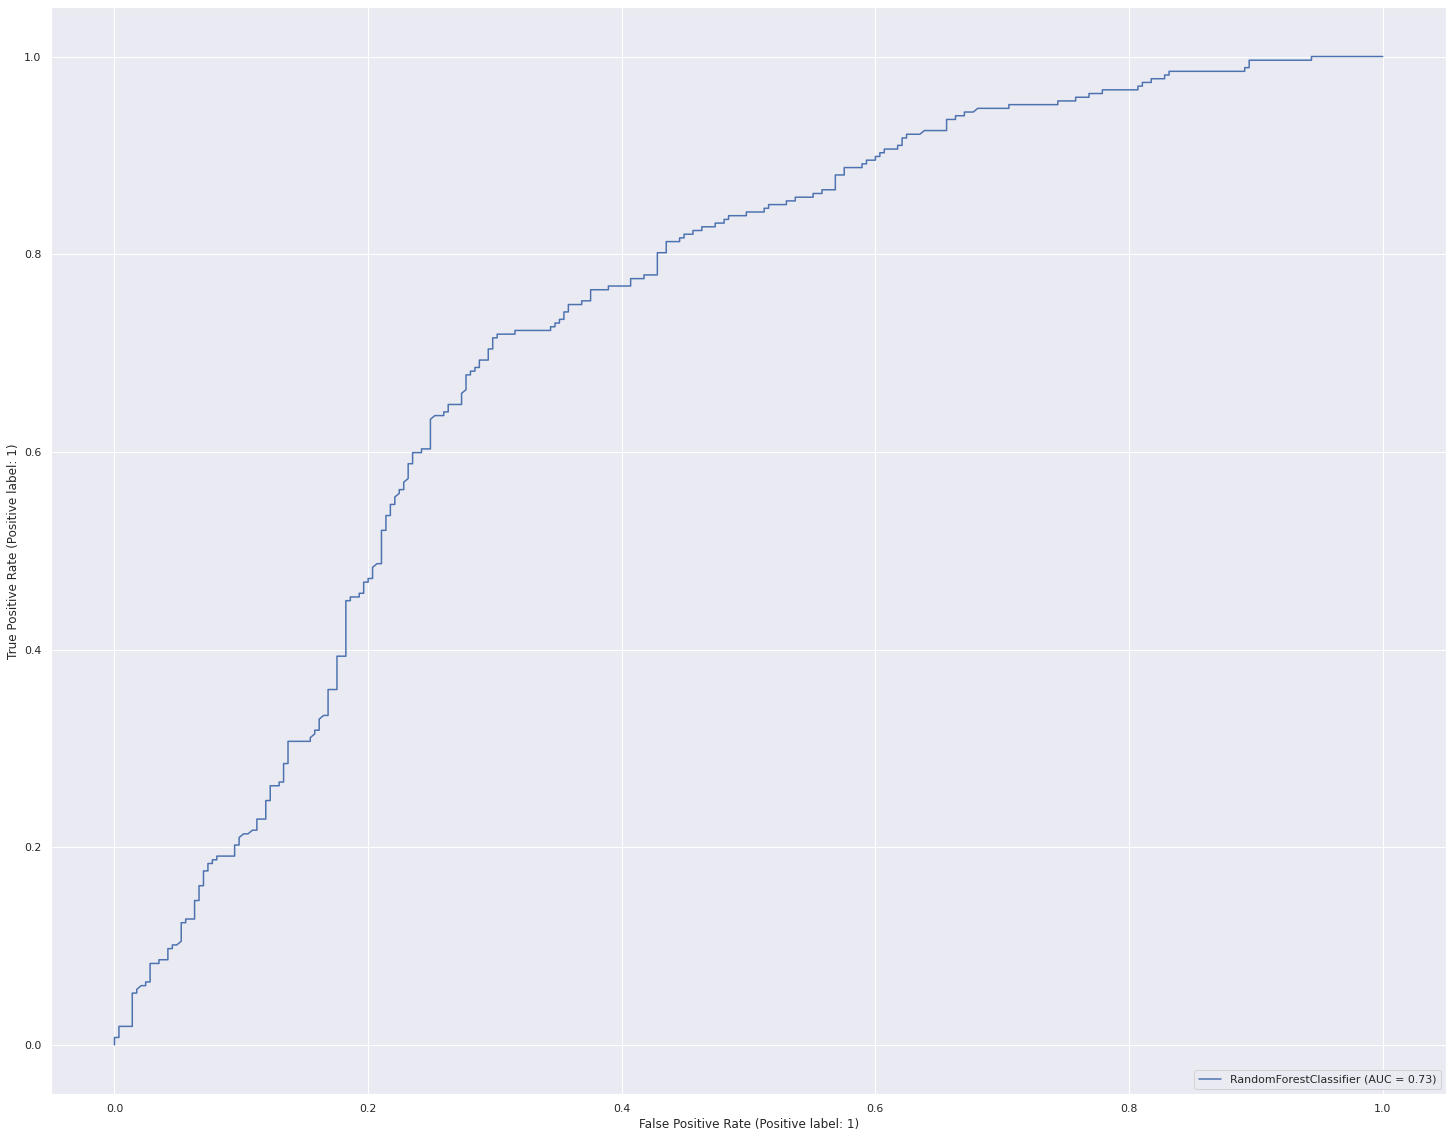 1.0
0.8
0.6
0.4
0.2
0.0
True Positive Rate (Positive label: 1)
RandomForestClassifier (AUC = 0.73)
0.0 0.2 0.4 0.6 0.8 1.0
False Positive Rate (Positive label: 1)